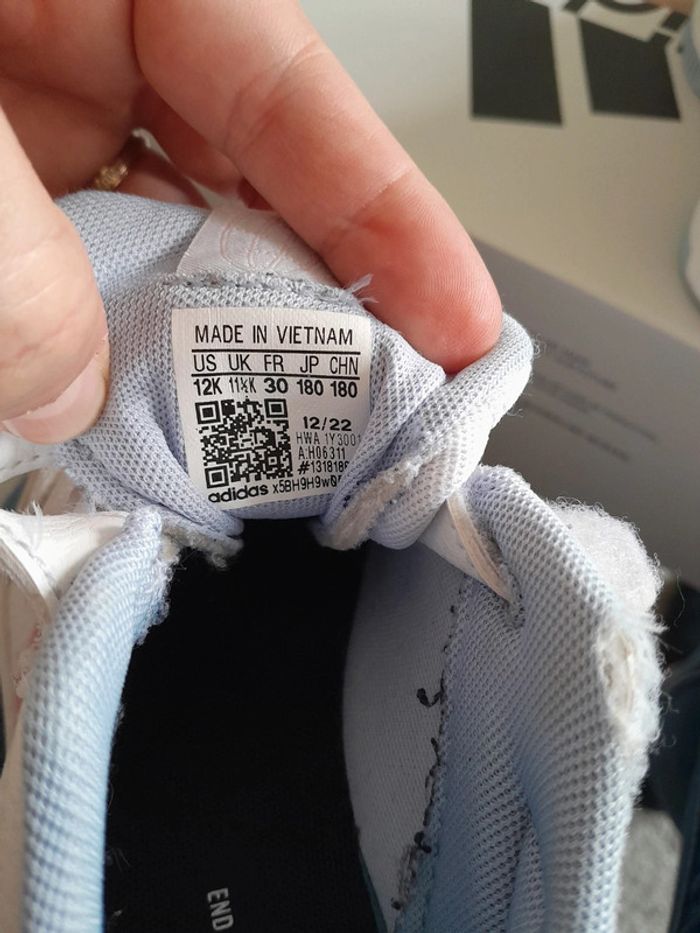 MADE IN VIETNAM
US UK FR JP CHN
12K 11½K 30 180 180
12/22
HWA 1Y3001
A:H06311
#1318186
adidas x5BH9H9w0
END